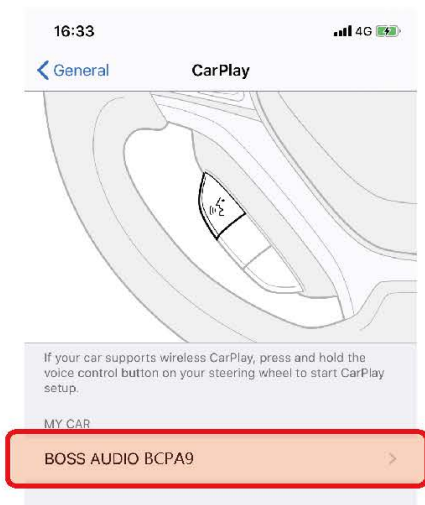 16:33
4G
General
CarPlay
If your car supports wireless CarPlay, press and hold the
voice control button on your steering wheel to start CarPlay
setup.
MY CAR
BOSS AUDIO BCPA9